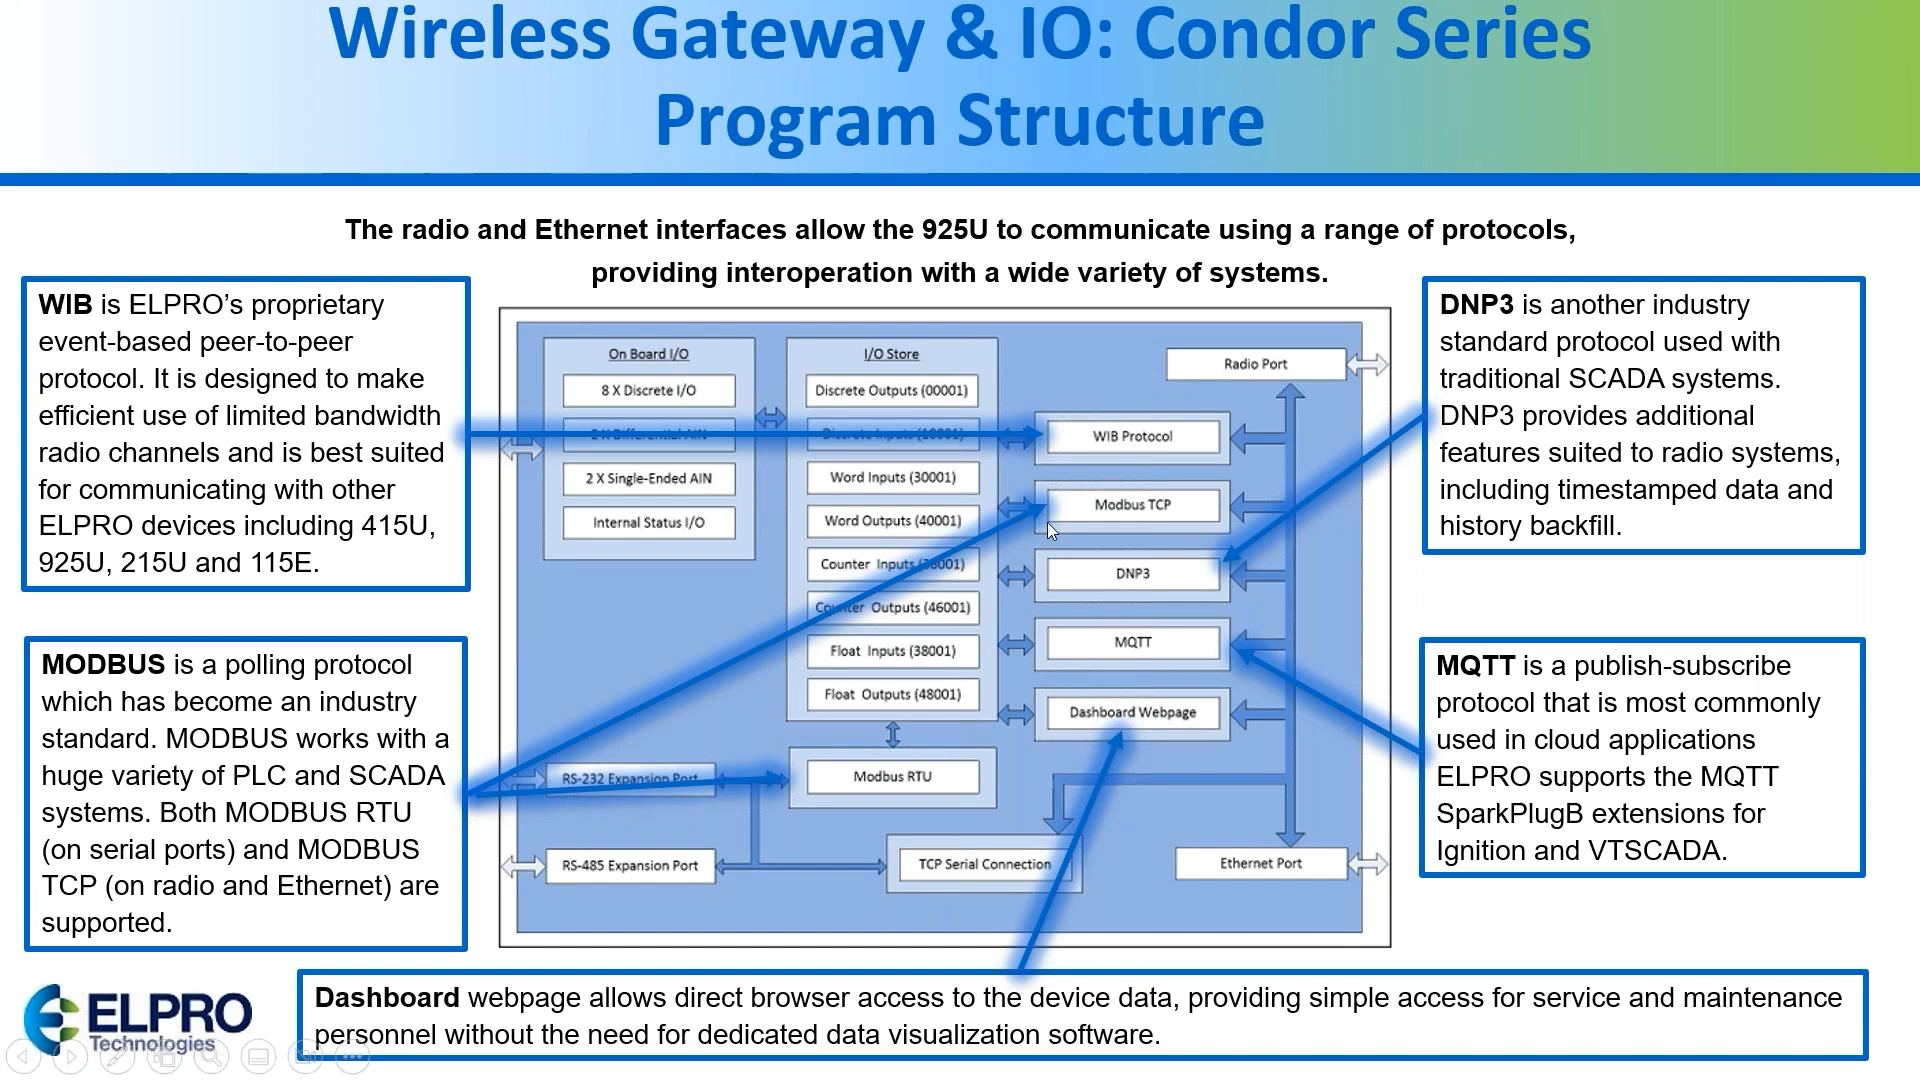 Wireless Gateway & IO: Condor Series
Program Structure
The radio and Ethernet interfaces allow the 925U to communicate using a range of protocols,
providing interoperation with a wide variety of systems.
WIB is ELPRO’s proprietary
event-based peer-to-peer
protocol. It is designed to make
efficient use of limited bandwidth
radio channels and is best suited
for communicating with other
ELPRO devices including 415U,
925U, 215U and 115E.
MODBUS is a polling protocol
which has become an industry
standard. MODBUS works with a
huge variety of PLC and SCADA
systems. Both MODBUS RTU
(on serial ports) and MODBUS
TCP (on radio and Ethernet) are
supported.
On Board I/O
8 X Discrete I/O
2 X Differential AIN
2 X Single-Ended AIN
Internal Status I/O
I/O Store
Discrete Outputs (00001)
Discrete Inputs (10001)
Word Inputs (30001)
Word Outputs (40001)
Counter Inputs (36001)
Counter Outputs (46001)
Float Inputs (38001)
Float Outputs (48001)
Radio Port
WIB Protocol
Modbus TCP
DNP3
MQTT
Dashboard Webpage
RS-232 Expansion Port
Modbus RTU
RS-485 Expansion Port
TCP Serial Connection
Ethernet Port
DNP3 is another industry
standard protocol used with
traditional SCADA systems.
DNP3 provides additional
features suited to radio systems,
including timestamped data and
history backfill.
MQTT is a publish-subscribe
protocol that is most commonly
used in cloud applications
ELPRO supports the MQTT
SparkPlugB extensions for
Ignition and VTSCADA.
Dashboard webpage allows direct browser access to the device data, providing simple access for service and maintenance
personnel without the need for dedicated data visualization software.
ELPRO
Technologies